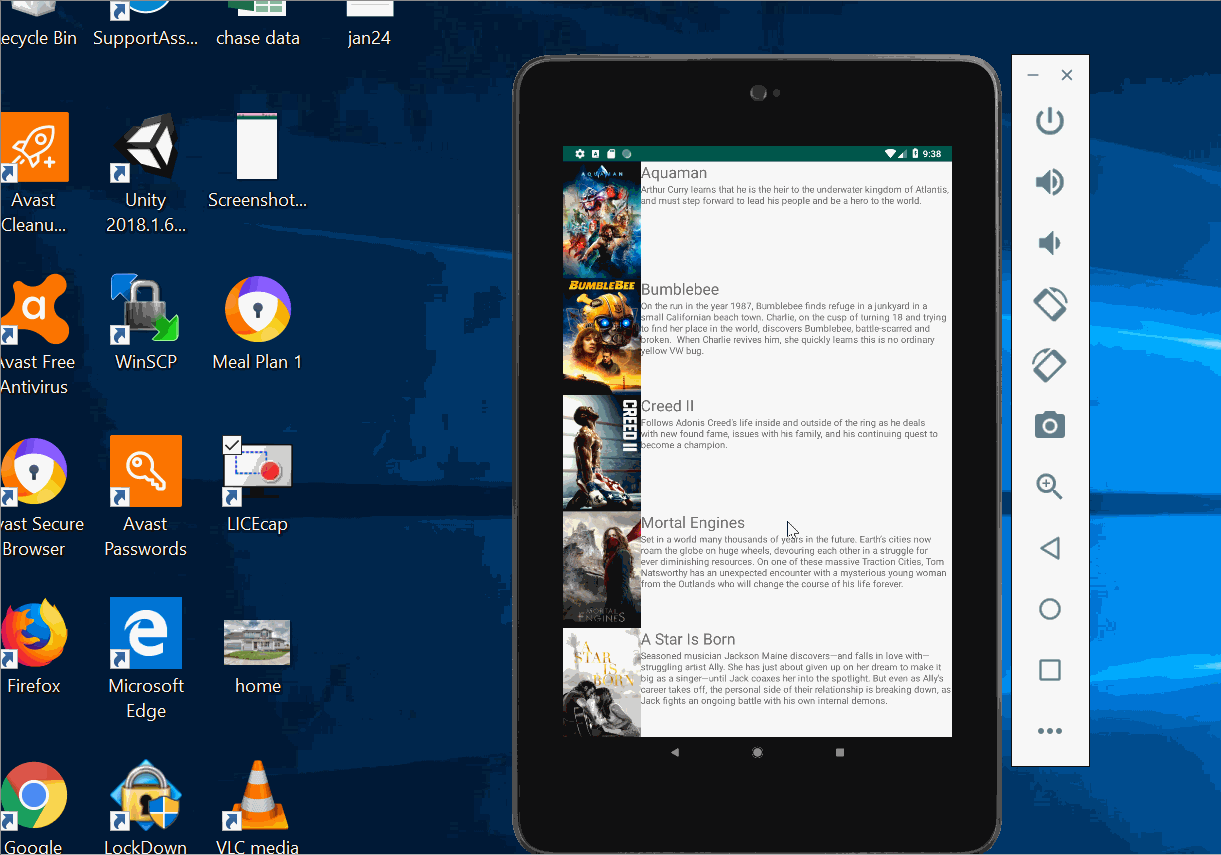 ecycle Bin
SupportAss...
chase data
jan24
Avast
Cleanu...
Unity
2018.1.6...
Screenshot...
Avast Free
Antivirus
WinSCP
Meal Plan 1
vast Secure
Browser
Avast
Passwords
LICEcap
Firefox
Microsoft
Edge
home
Google
LockDown
VLC media
9:38
AQUAMAN
Aquaman
Arthur Curry learns that he is the heir to the underwater kingdom of Atlantis,
and must step forward to lead his people and be a hero to the world.
BUMBLEBEE
Bumblebee
On the run in the year 1987, Bumblebee finds refuge in a junkyard in a
small Californian beach town. Charlie, on the cusp of turning 18 and trying
to find her place in the world, discovers Bumblebee, battle-scarred and
broken.  When Charlie revives him, she quickly learns this is no ordinary
yellow VW bug.
CREED II
Creed II
Follows Adonis Creed's life inside and outside of the ring as he deals
with new found fame, issues with his family, and his continuing quest to
become a champion.
MORTAL
ENGINES
Mortal Engines
Set in a world many thousands of years in the future. Earth's cities now
roam the globe on huge wheels, devouring each other in a struggle for
ever diminishing resources. On one of these massive Traction Cities, Tom
Natsworthy has an unexpected encounter with a mysterious young woman
from the Outlands who will change the course of his life forever.
A
STAR
IS
BORN
A Star Is Born
Seasoned musician Jackson Maine discovers—and falls in love with—
struggling artist Ally. She has just about given up on her dream to make it
big as a singer—until Jack coaxes her into the spotlight. But even as Ally's
career takes off, the personal side of their relationship is breaking down, as
Jack fights an ongoing battle with his own internal demons.